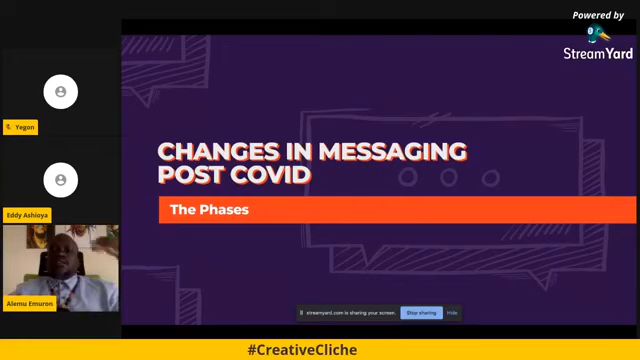 Powered by
StreamYard
Yegon
Eddy Ashioya
Alemu Emuron
CHANGES IN MESSAGING
POST COVID
The Phases
streamyard.com is sharing your screen.
Stop sharing
Hide
#CreativeCliche